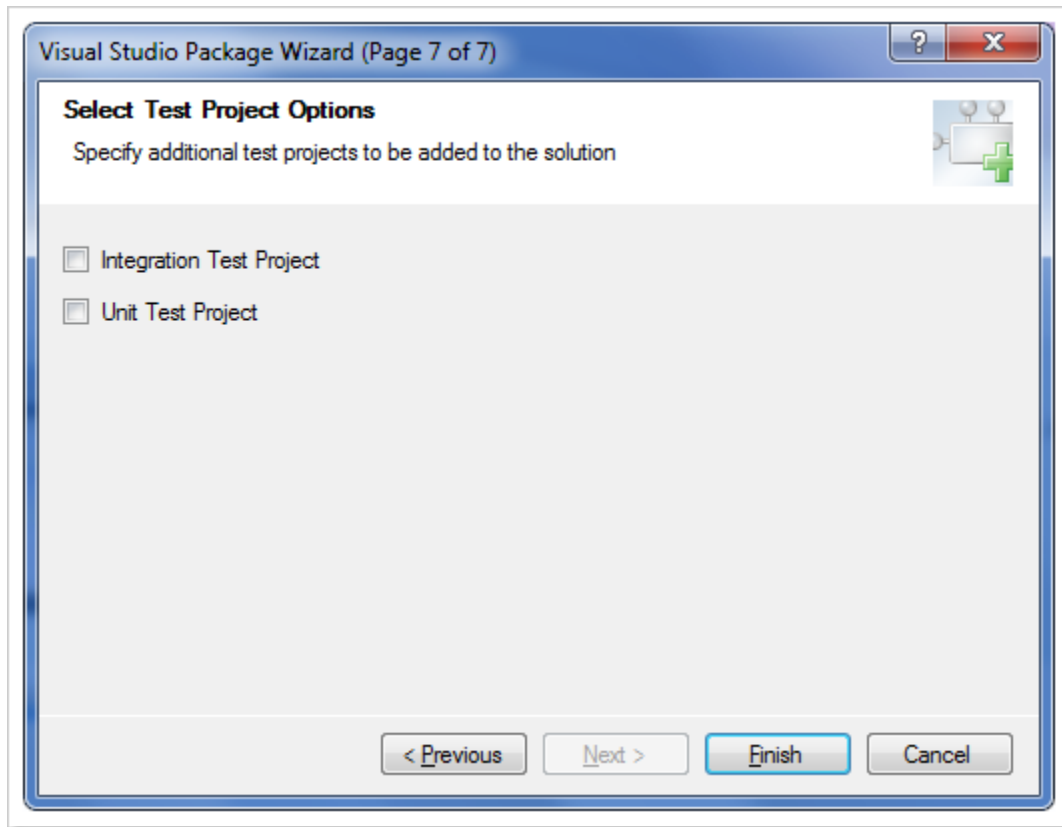 Visual Studio Package Wizard (Page 7 of 7)
?
X
Select Test Project Options
Specify additional test projects to be added to the solution
Integration Test Project
Unit Test Project
< Previous
Next >
Finish
Cancel